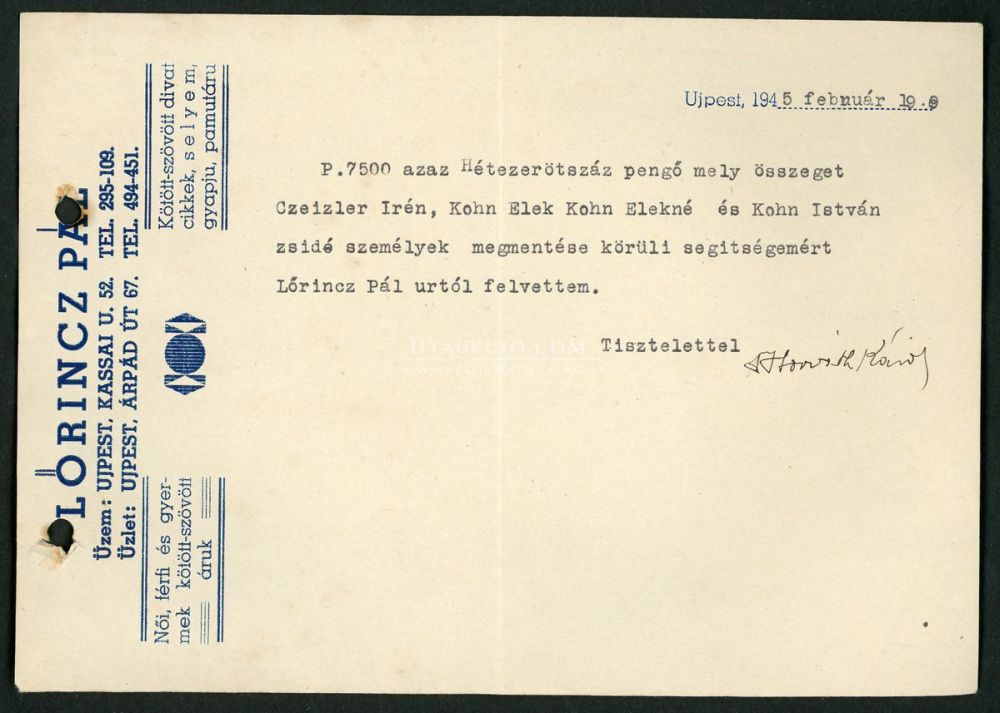 LŐRINCZ PÁL
Üzem: UJPEST, KASSAI U. 52. TEL. 295-109.
Üzlet: UJPEST, ÁRPÁD ÚT 67. TEL. 494-451.
Női, férfi és gyer-
mek kötött-szövött
áruk
Kötött-szövött divat
cikkek, selyem,
gyapju, pamutáru
Ujpest, 1945 február 19.
P.7500 azaz Hétezerötszáz pengő mely összeget
Czeizler Irén, Kohn Elek Kohn Elekné és Kohn István
zsidó személyek megmentése körüli segitségemért
Lőrincz Pál urtól felvettem.
Tisztelettel
Horváth Károly